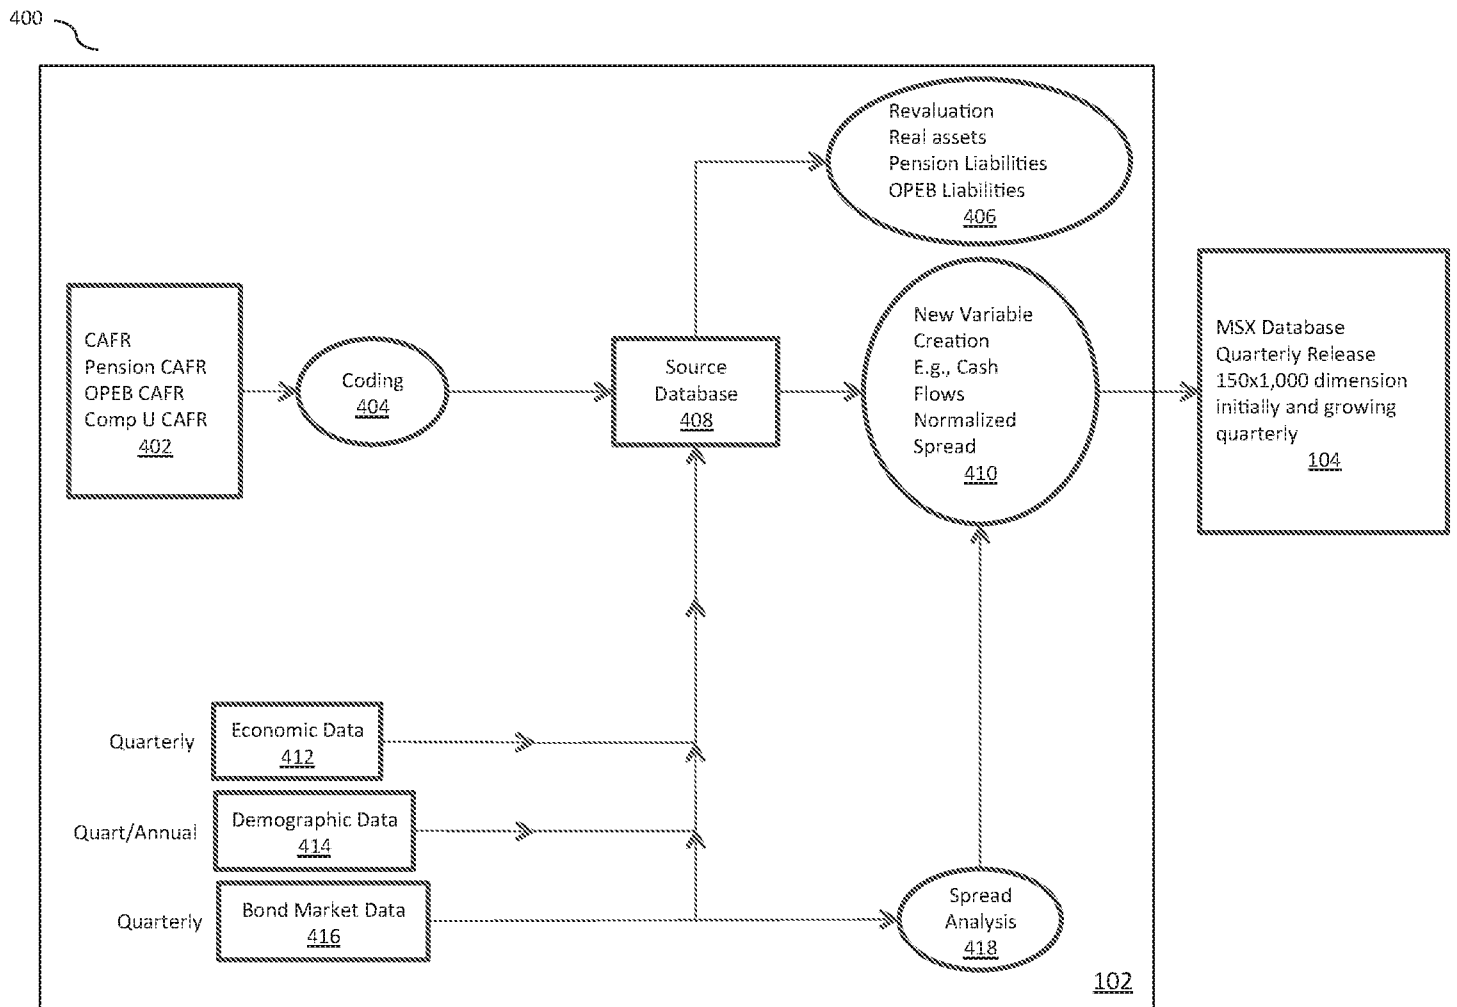 400
Revaluation
Real assets
Pension Liabilities
OPEB Liabilities
406
CAFR
Pension CAFR
OPEB CAFR
Comp U CAFR
402
Coding
404
Source
Database
408
New Variable
Creation
E.g., Cash
Flows
Normalized
Spread
410
MSX Database
Quarterly Release
150x1,000 dimension
initially and growing
quarterly
104
Quarterly
Economic Data
412
Quart/Annual
Demographic Data
414
Quarterly
Bond Market Data
416
Spread
Analysis
418
102